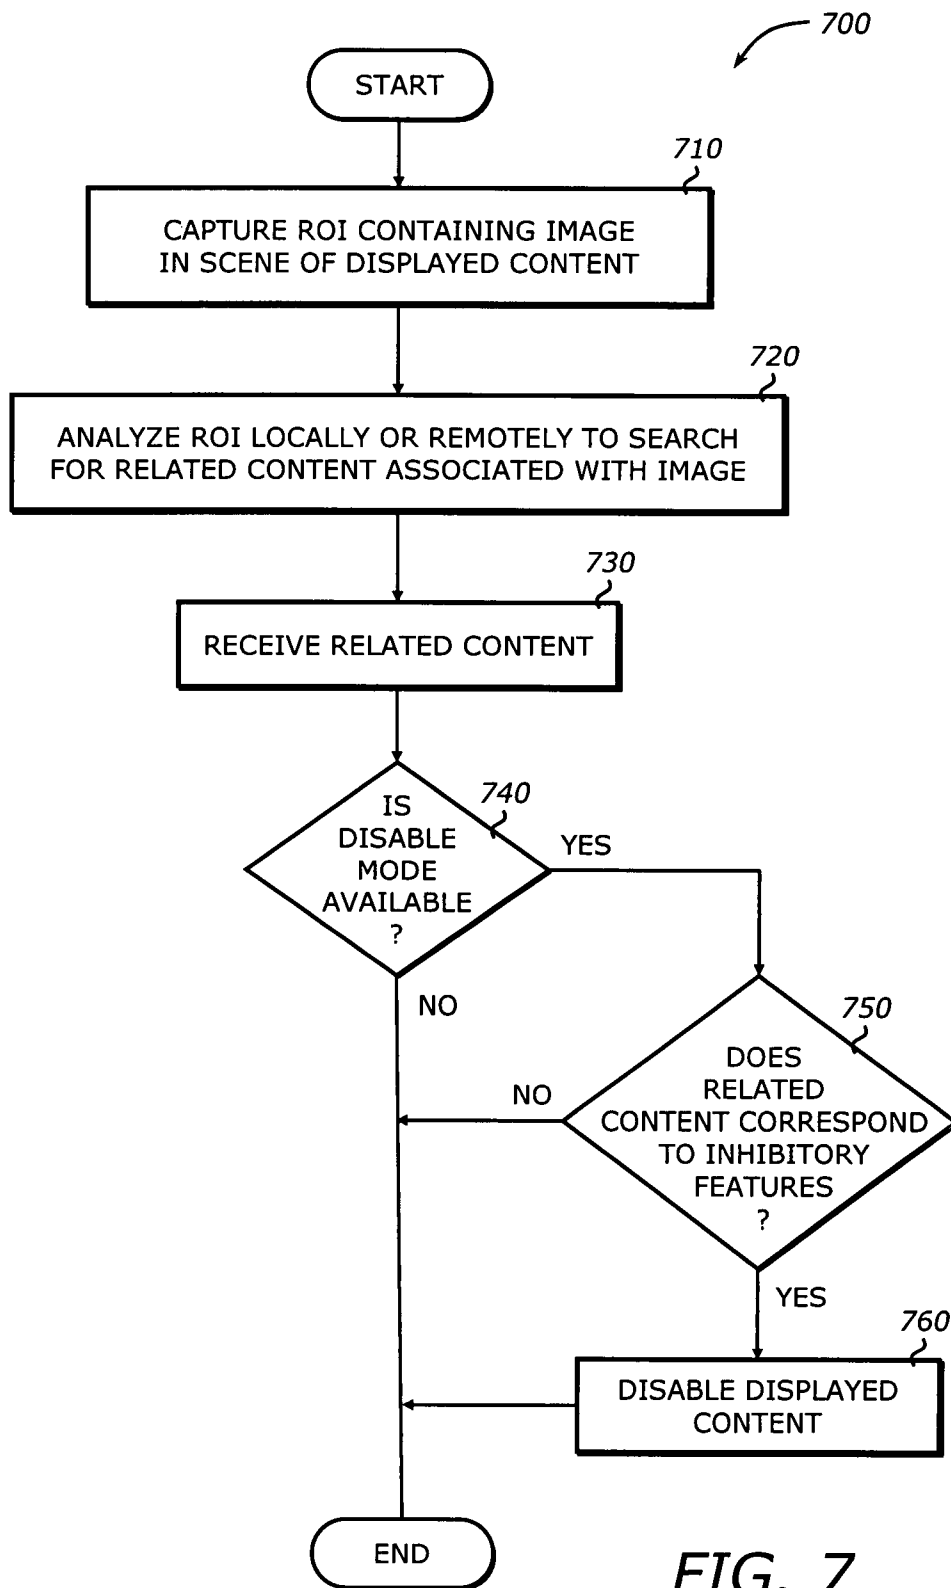 700
START
710
CAPTURE ROI CONTAINING IMAGE
IN SCENE OF DISPLAYED CONTENT
720
ANALYZE ROI LOCALLY OR REMOTELY TO SEARCH
FOR RELATED CONTENT ASSOCIATED WITH IMAGE
730
RECEIVE RELATED CONTENT
740
IS
DISABLE
MODE
AVAILABLE
?
YES
NO
750
DOES
RELATED
CONTENT CORRESPOND
TO INHIBITORY
FEATURES
?
NO
YES
760
DISABLE DISPLAYED
CONTENT
END
FIG. 7